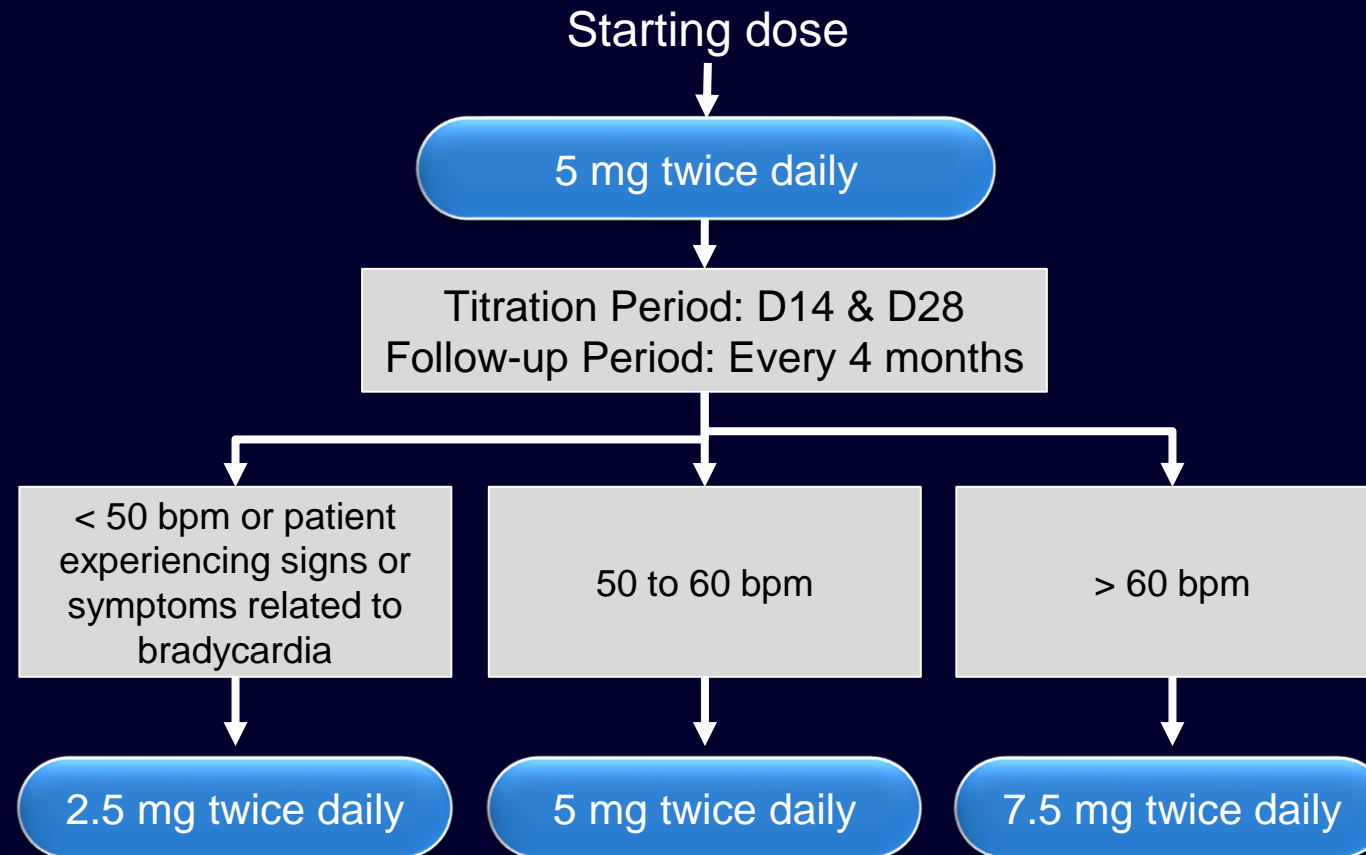 Starting dose
5 mg twice daily
Titration Period: D14 & D28
Follow-up Period: Every 4 months
< 50 bpm or patient
experiencing signs or
symptoms related to
bradycardia
50 to 60 bpm
> 60 bpm
2.5 mg twice daily
5 mg twice daily
7.5 mg twice daily